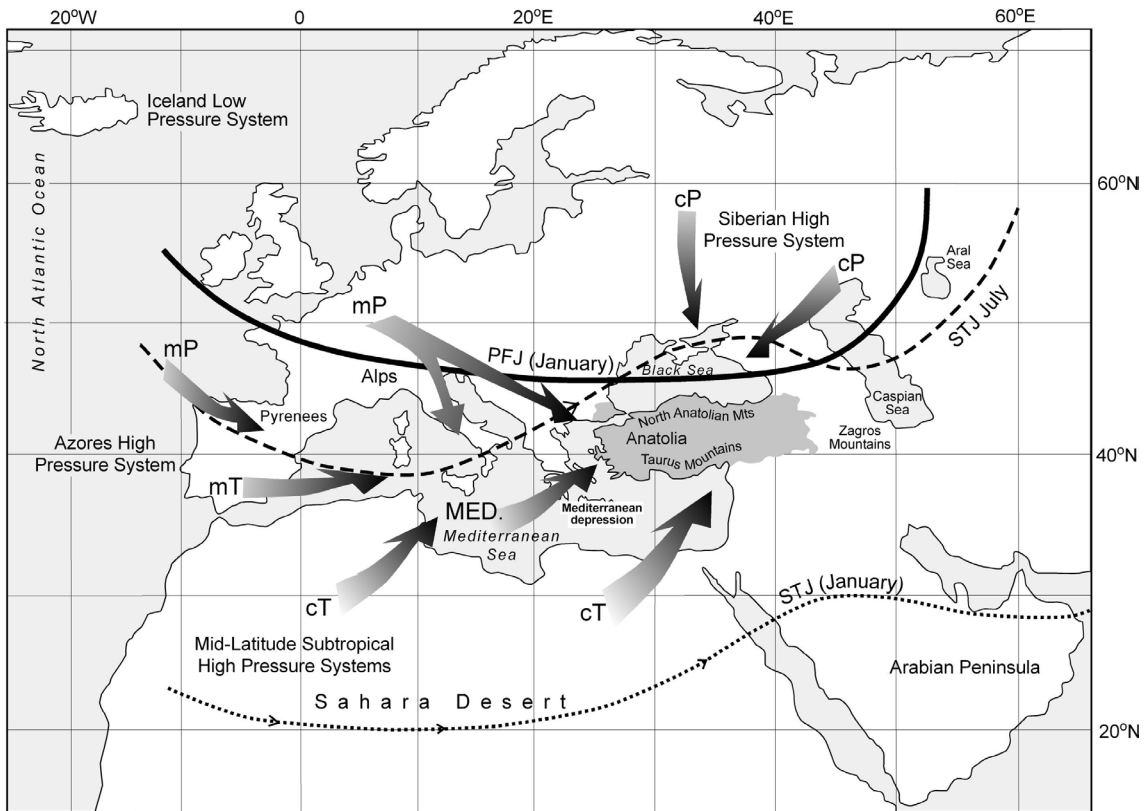 20°W
0
20°E
40°E
60°E
Iceland Low
Pressure System
North Atlantic Ocean
60°N
cP
Siberian High
Pressure System
Aral
Sea
cP
mP
STJ July
mP
PFJ (January)
Black Sea
Alps
Caspian
Sea
Pyrenees
North Anatolian Mts
Zagros
Mountains
Anatolia
Azores High
Pressure System
Taurus Mountains
40°N
mT
MED.
Mediterranean
depression
Mediterranean
Sea
cT
cT
STJ (January)
Mid-Latitude Subtropical
High Pressure Systems
Arabian Peninsula
Sahara Desert
20°N